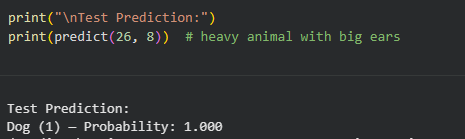 print("\nTest Prediction:")
print(predict(26, 8))  # heavy animal with big ears
Test Prediction:
Dog (1) — Probability: 1.000